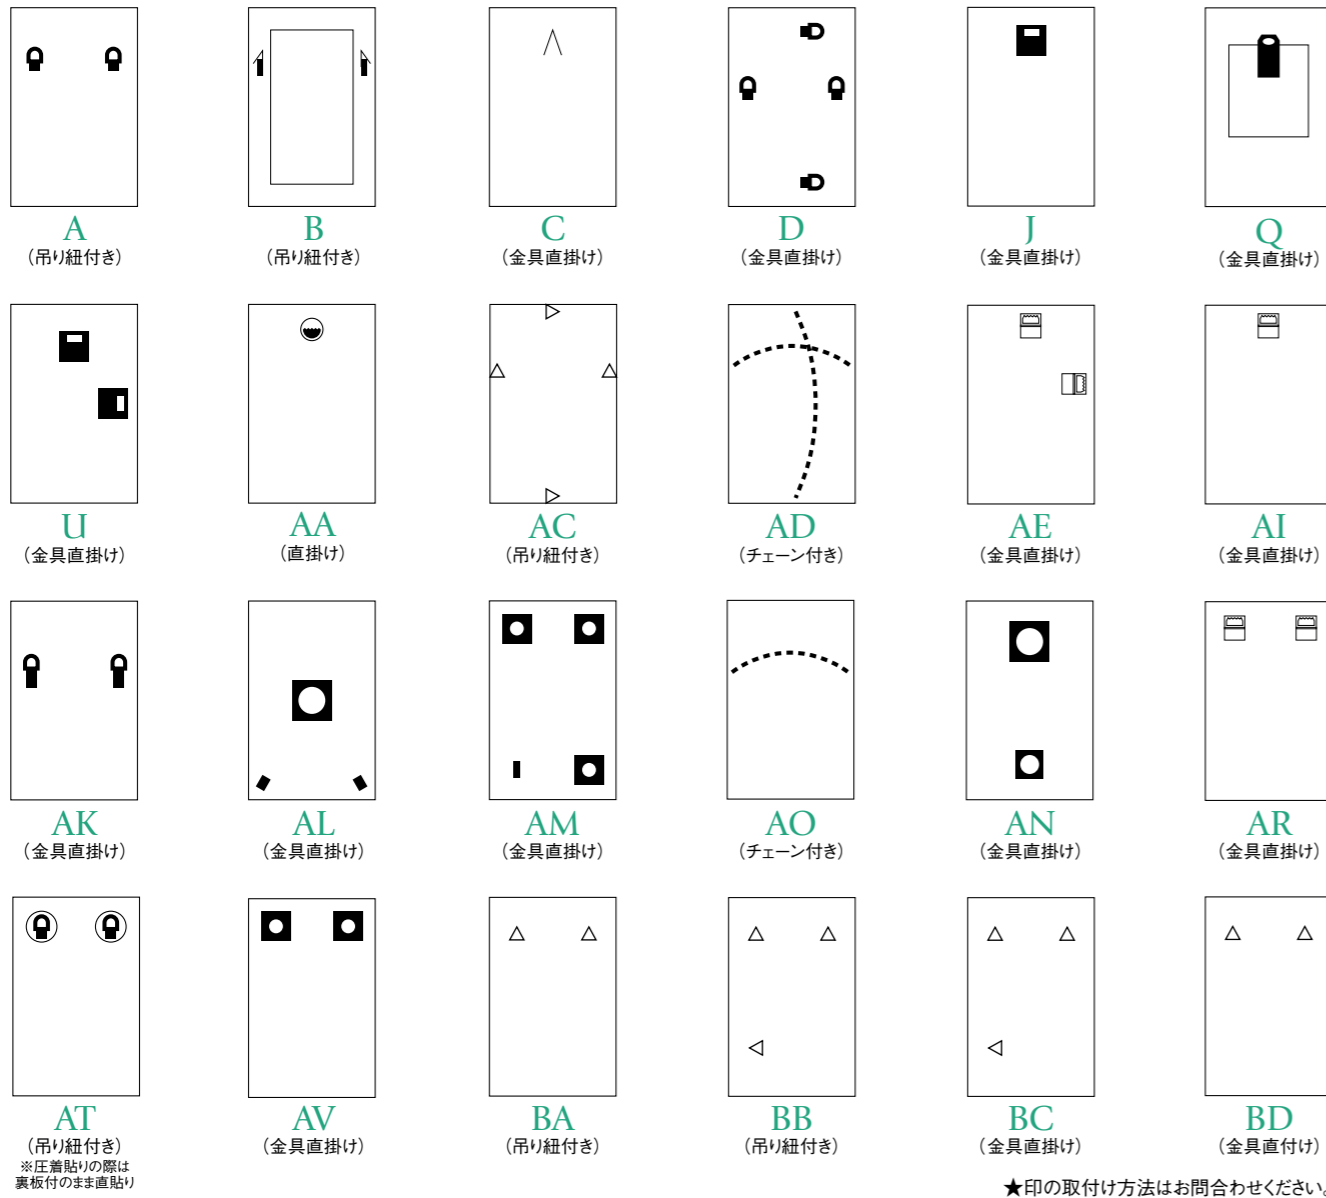 A
(吊り紐付き)
B
(吊り紐付き)
C
(金具直掛け)
D
(金具直掛け)
J
(金具直掛け)
Q
(金具直掛け)
U
(金具直掛け)
AA
(直掛け)
AC
(吊り紐付き)
AD
(チェーン付き)
AE
(金具直掛け)
AI
(金具直掛け)
AK
(金具直掛け)
AL
(金具直掛け)
AM
(金具直掛け)
AO
(チェーン付き)
AN
(金具直掛け)
AR
(金具直掛け)
AT
(吊り紐付き)
※圧着貼りの際は
裏板付のまま直貼り
AV
(金具直掛け)
BA
(吊り紐付き)
BB
(吊り紐付き)
BC
(金具直掛け)
BD
(金具直付け)
★印の取付け方法はお問合わせください。